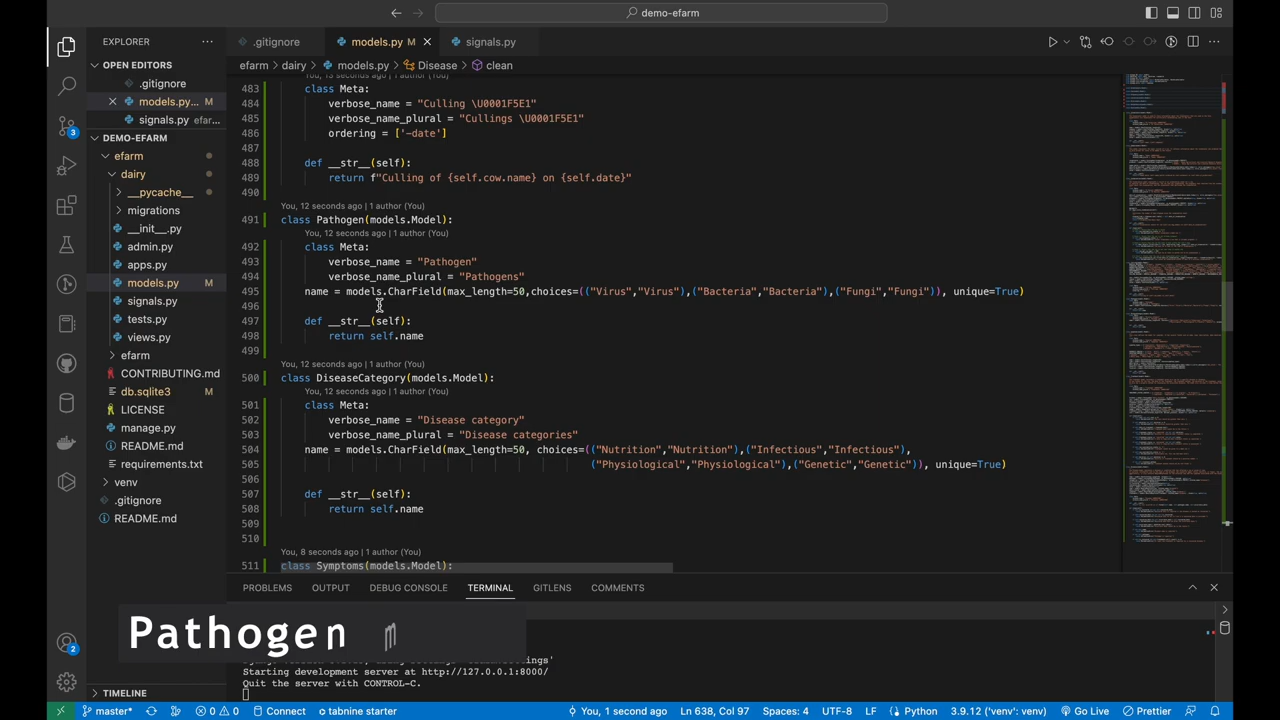 demo-efarm
EXPLORER
.gitignore
models.py M
signals.py
OPEN EDITORS
efarm > dairy > models.py > Disease > clean
.gitignore
models.py... M
signals.py efar...
DEMO-EFARM
efarm
dairy
__pycache__
migrations
__init__.py
admin.py
apps.py
models.py M
signals.py
tests.py
views.py
efarm
CONTRIBUTING.md
db.sqlite3 M
LICENSE
manage.py
README.md
requirements.txt
venv
.gitignore
README.md
TIMELINE
You, 13 seconds ago | 1 author (You)
483 class Meta:
484 verbose_name = "Culling \U0001F5E1"
485 verbose_name_plural = "Cullings \U0001F5E1"
486 ordering = ['-date']
487
488 def __str__(self):
489 return f"Culling of {self.cow.name} on {self.date}"
490
You, 12 seconds ago | 1 author (You)
491 class Pathogen(models.Model):
You, 12 seconds ago | 1 author (You)
492 class Meta:
493 verbose_name = "Pathogen"
494 verbose_name_plural = "Pathogens"
495 name = models.CharField(max_length=50,choices=(("Virus","Virus"),("Bacteria","Bacteria"),("Fungi","Fungi")), unique=True)
496
497 def __str__(self):
498 return self.name
499
You, 12 seconds ago | 1 author (You)
500 class DiseaseCategory(models.Model):
You, 12 seconds ago | 1 author (You)
501 class Meta:
502 verbose_name = "Disease category"
503 verbose_name_plural = "Disease categories"
504 name = models.CharField(max_length=50, choices=(("Nutrition","Nutrition"),("Infectious","Infectious"),
505 ("Physiological","Physiological"),("Genetic","Genetic")), unique=True)
506
507 def __str__(self):
508 return self.name
509
510
You, 8 seconds ago | 1 author (You)
511 class Symptoms(models.Model):
PROBLEMS OUTPUT DEBUG CONSOLE TERMINAL GITLENS COMMENTS
Pathogen m
Starting development server at http://127.0.0.1:8000/
Quit the server with CONTROL-C.
master* 0 0 Connect tabnine starter You, 1 second ago Ln 638, Col 97 Spaces: 4 UTF-8 LF Python 3.9.12 ('venv': venv) Go Live Prettier
3
2